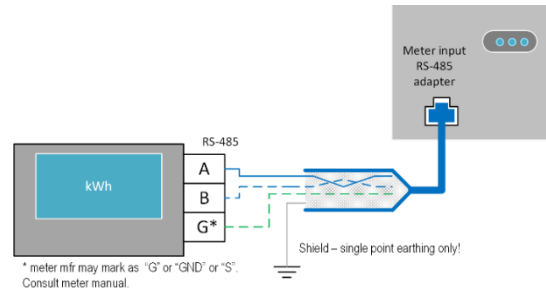 Meter input
RS-485
adapter
RS-485
A
kWh
B
G*
Shield – single point earthing only!
* meter mfr may mark as "G" or "GND" or "S".
Consult meter manual.